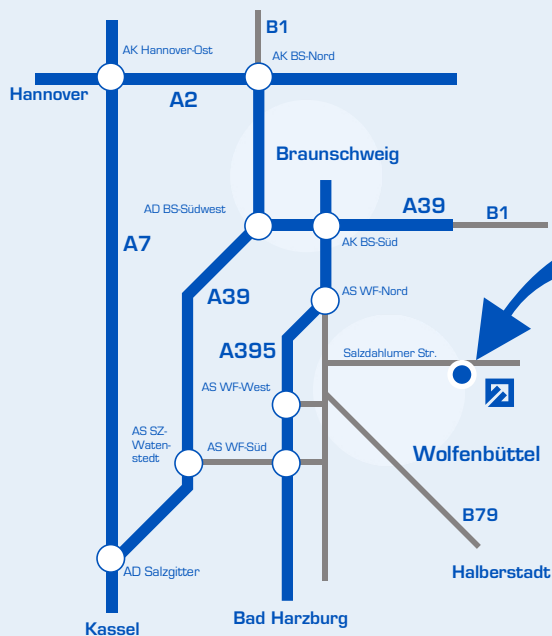 B1
AK Hannover-Ost
AK BS-Nord
Hannover
A2
Braunschweig
AD BS-Südwest
A39
B1
A7
AK BS-Süd
A39
AS WF-Nord
A395
Salzdahlumer Str.
AS WF-West
AS SZ-
Waten-
stedt
AS WF-Süd
Wolfenbüttel
B79
AD Salzgitter
Halberstadt
Bad Harzburg
Kassel